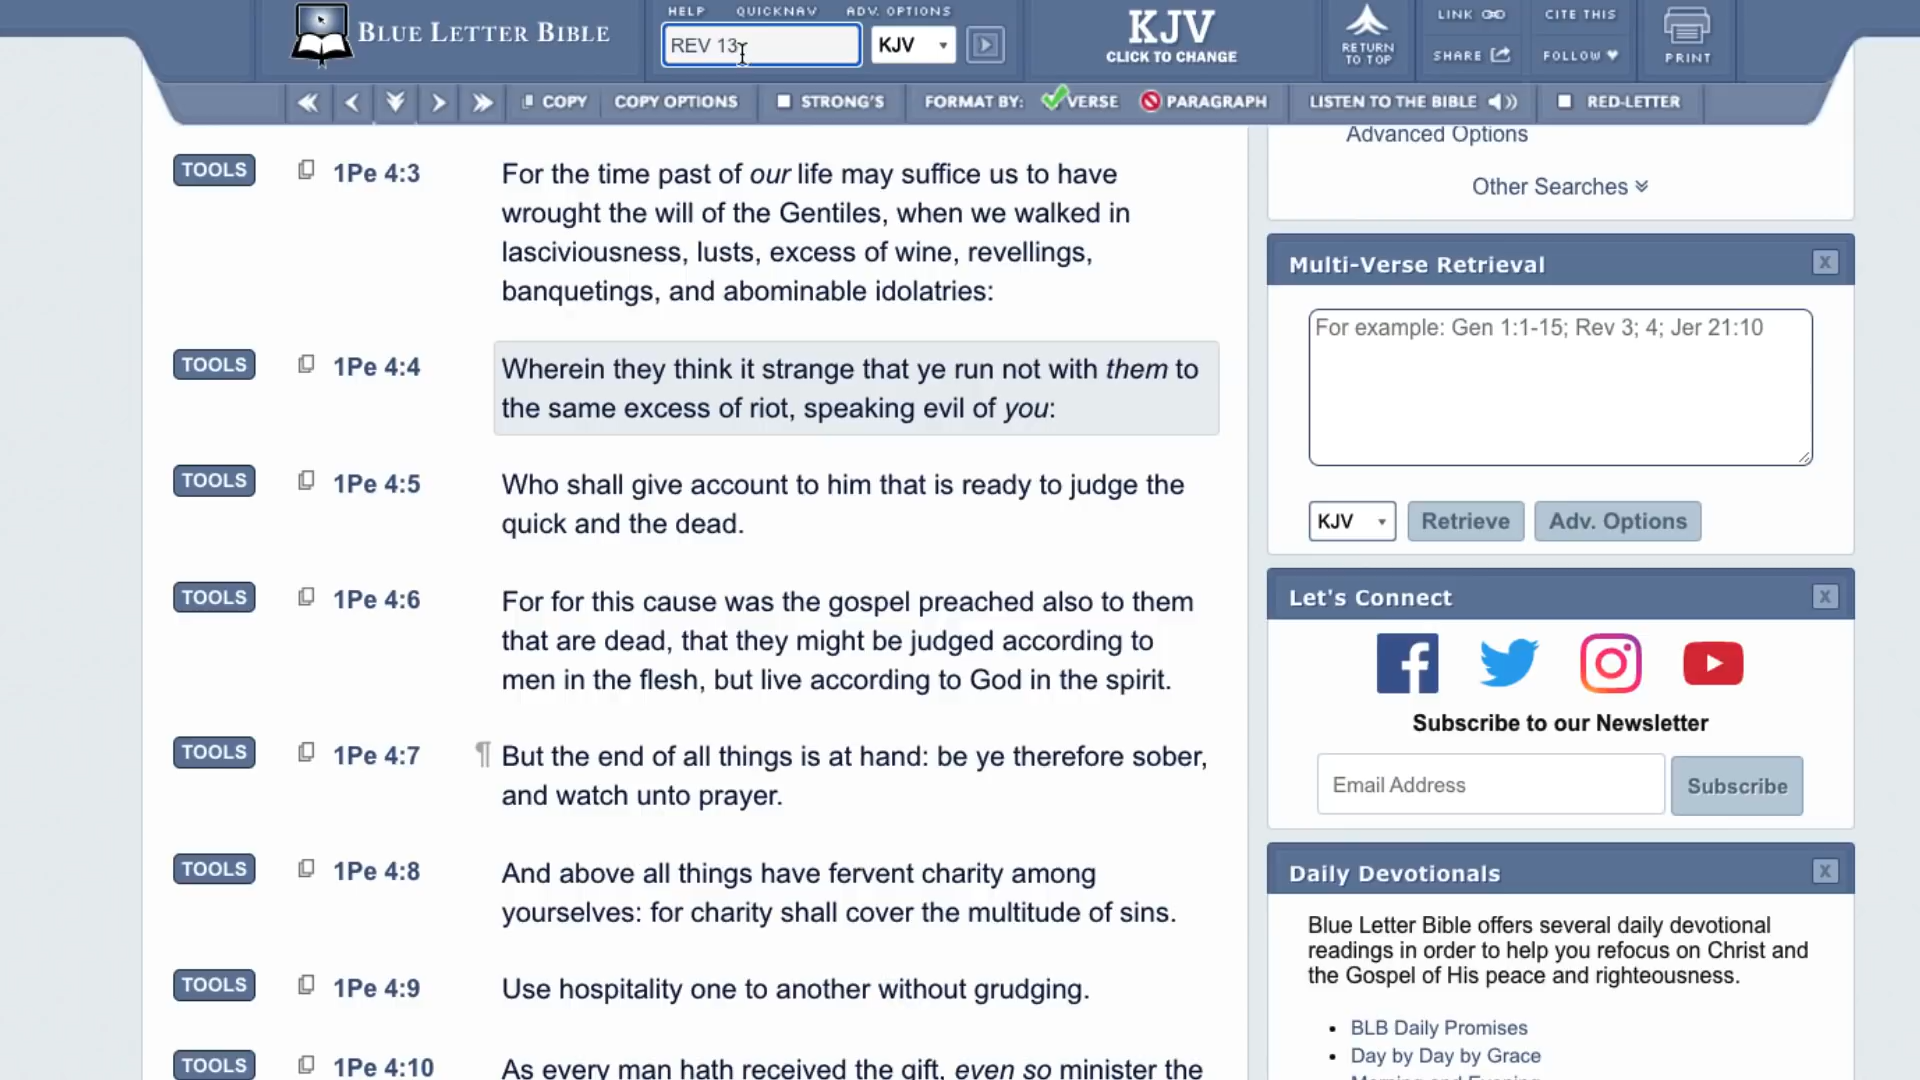 BLUE LETTER BIBLE
HELP QUICKNAV ADV. OPTIONS
REV 13
KJV
KJV
CLICK TO CHANGE
RETURN
TO TOP
LINK
SHARE
CITE THIS
FOLLOW
PRINT
COPY
COPY OPTIONS
STRONG'S
FORMAT BY: VERSE PARAGRAPH
LISTEN TO THE BIBLE
RED-LETTER
TOOLS 1Pe 4:3 For the time past of our life may suffice us to have
wrought the will of the Gentiles, when we walked in
lasciviousness, lusts, excess of wine, revellings,
banquetings, and abominable idolatries:
TOOLS 1Pe 4:4 Wherein they think it strange that ye run not with them to
the same excess of riot, speaking evil of you:
TOOLS 1Pe 4:5 Who shall give account to him that is ready to judge the
quick and the dead.
TOOLS 1Pe 4:6 For for this cause was the gospel preached also to them
that are dead, that they might be judged according to
men in the flesh, but live according to God in the spirit.
TOOLS 1Pe 4:7 ¶ But the end of all things is at hand: be ye therefore sober,
and watch unto prayer.
TOOLS 1Pe 4:8 And above all things have fervent charity among
yourselves: for charity shall cover the multitude of sins.
TOOLS 1Pe 4:9 Use hospitality one to another without grudging.
TOOLS 1Pe 4:10 As every man hath received the gift, even so minister the
Advanced Options
Other Searches
Multi-Verse Retrieval X
For example: Gen 1:1-15; Rev 3; 4; Jer 21:10
KJV Retrieve Adv. Options
Let's Connect X
Subscribe to our Newsletter
Email Address Subscribe
Daily Devotionals X
Blue Letter Bible offers several daily devotional
readings in order to help you refocus on Christ and
the Gospel of His peace and righteousness.
• BLB Daily Promises
• Day by Day by Grace